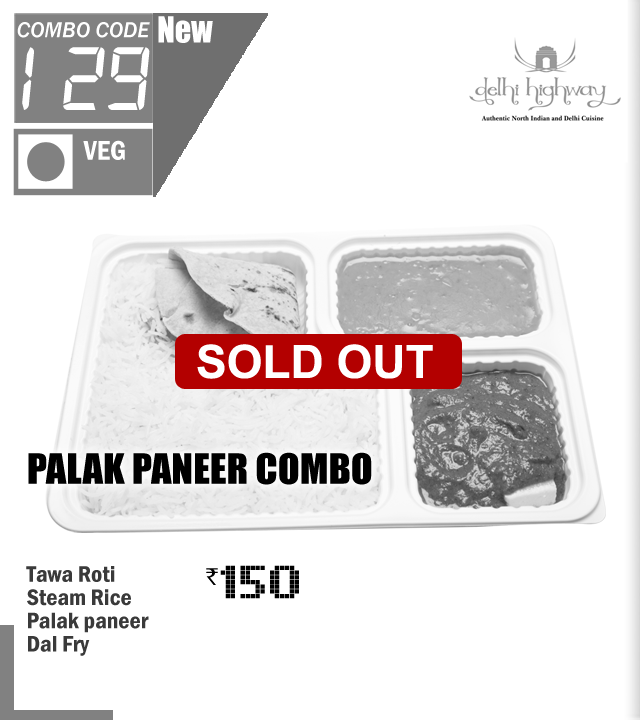 COMBO CODE
New
129
VEG
delhi highway
Authentic North Indian and Delhi Cuisine
SOLD OUT
PALAK PANEER COMBO
Tawa Roti
₹150
Steam Rice
Palak paneer
Dal Fry